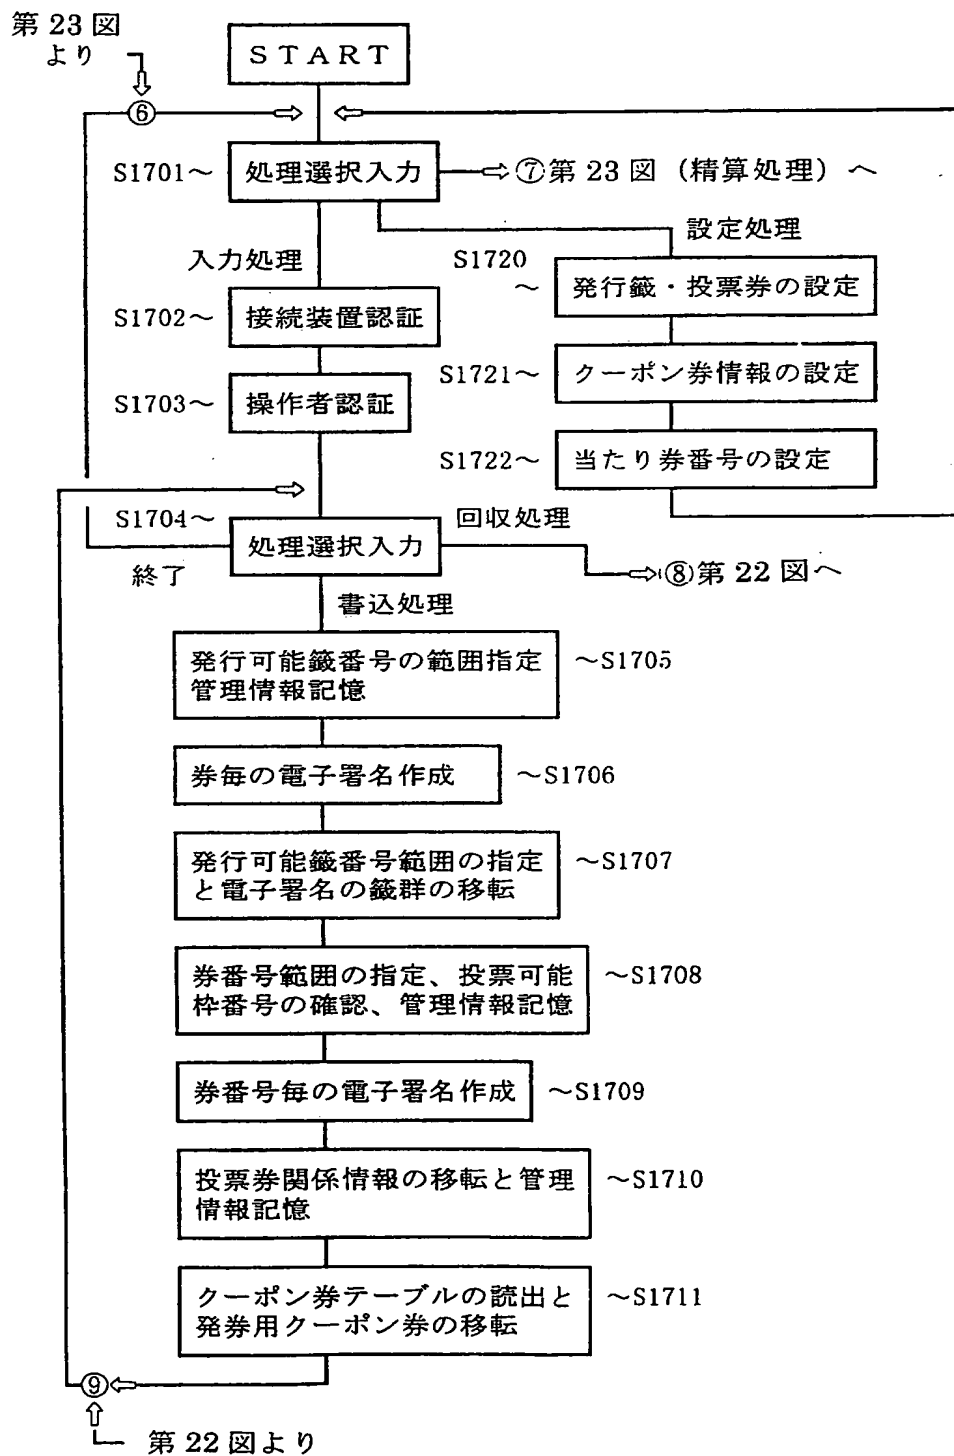 第23図
より
START
⑥
S1701～
処理選択入力
⑦第23図（精算処理）へ
設定処理
入力処理
S1720
～
発行籤・投票券の設定
S1702～
接続装置認証
S1721～
クーポン券情報の設定
S1703～
操作者認証
S1722～
当たり券番号の設定
S1704～
回収処理
処理選択入力
終了
⑧第22図へ
書込処理
発行可能籤番号の範囲指定
管理情報記憶
～S1705
券毎の電子署名作成
～S1706
発行可能籤番号範囲の指定
と電子署名の籤群の移転
～S1707
券番号範囲の指定、投票可能
枠番号の確認、管理情報記憶
～S1708
券番号毎の電子署名作成
～S1709
投票券関係情報の移転と管理
情報記憶
～S1710
クーポン券テーブルの読出と
発券用クーポン券の移転
～S1711
⑨
第22図より